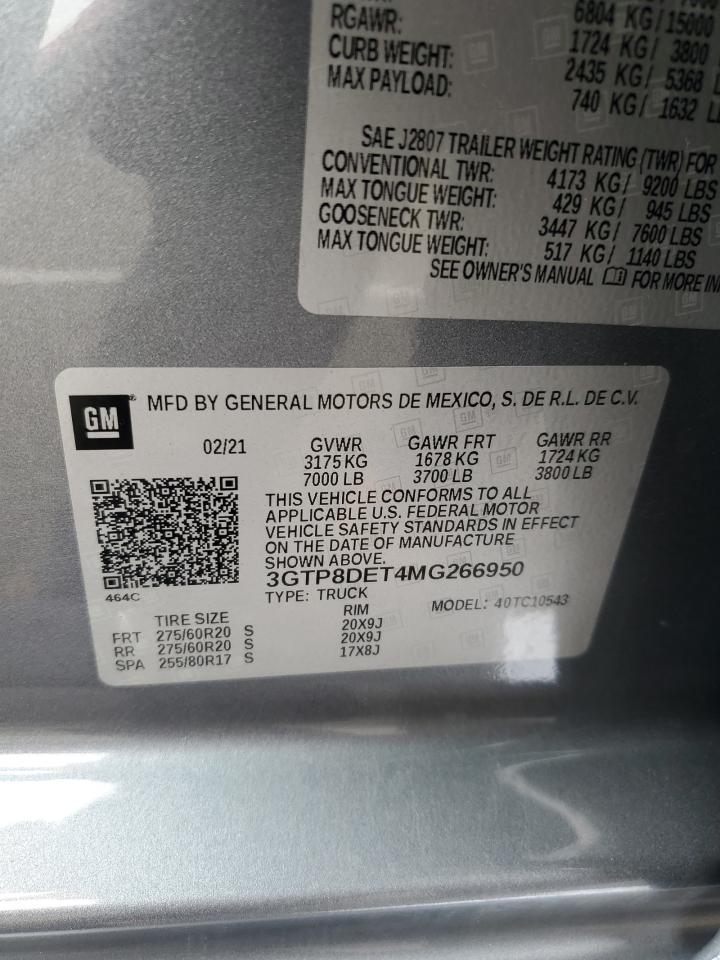 RGAWR: 6804 KG/15000
CURB WEIGHT: 1724 KG/ 3800
MAX PAYLOAD: 2435 KG/ 5368
740 KG/ 1632
SAE J2807 TRAILER WEIGHT RATING (TWR) FOR
CONVENTIONAL TWR: 4173 KG/ 9200 LBS
MAX TONGUE WEIGHT: 429 KG/ 945 LBS
GOOSENECK TWR: 3447 KG/ 7600 LBS
MAX TONGUE WEIGHT: 517 KG/ 1140 LBS
SEE OWNER'S MANUAL FOR MORE
GM® MFD BY GENERAL MOTORS DE MEXICO, S. DE R.L. DE C.V.
02/21 GVWR GAWR FRT GAWR RR
3175 KG 1678 KG 1724 KG
7000 LB 3700 LB 3800 LB
THIS VEHICLE CONFORMS TO ALL
APPLICABLE U.S. FEDERAL MOTOR
VEHICLE SAFETY STANDARDS IN EFFECT
ON THE DATE OF MANUFACTURE
SHOWN ABOVE.
3GTP8DET4MG266950
464C
TYPE: TRUCK MODEL: 40TC10543
TIRE SIZE RIM
FRT 275/60R20 S 20X9J
RR 275/60R20 S 20X9J
SPA 255/80R17 S 17X8J